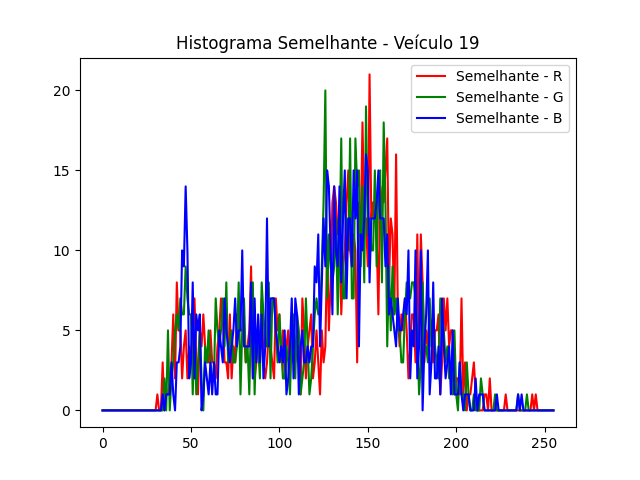 Histograma Semelhante - Veículo 19
Semelhante - R
Semelhante - G
Semelhante - B
20
15
10
5
0
0 50 100 150 200 250